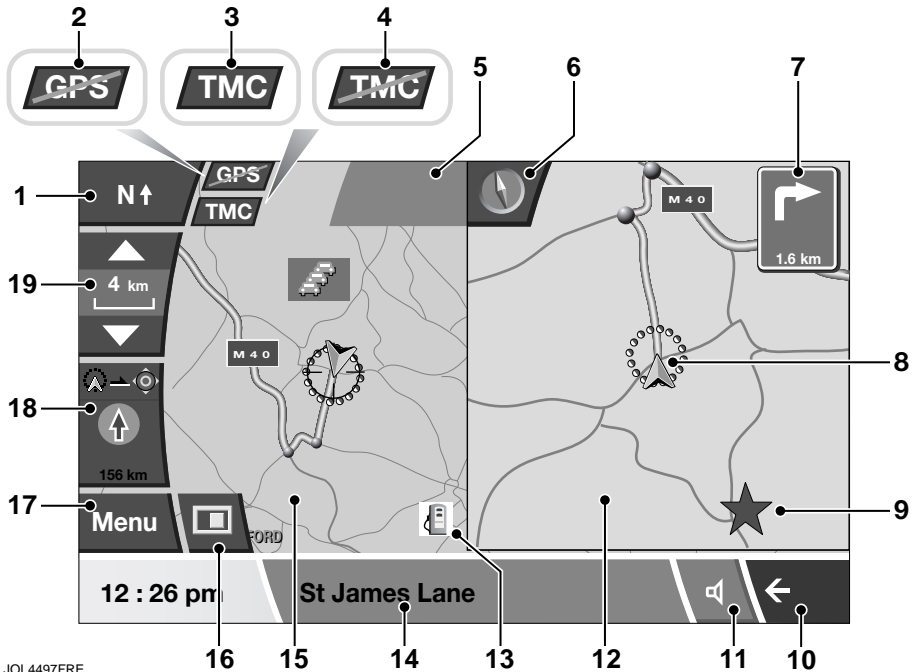 2 3 4
GPS TMC TMC
5 6 7
1 N GPS
TMC
M 4 0
1.6 km
19 4 km
M 4 0
8
18
156 km
17 Menu
FORD
9
12 : 26 pm St James Lane
16 15 14 13 12 11 10
JOL4497ERE